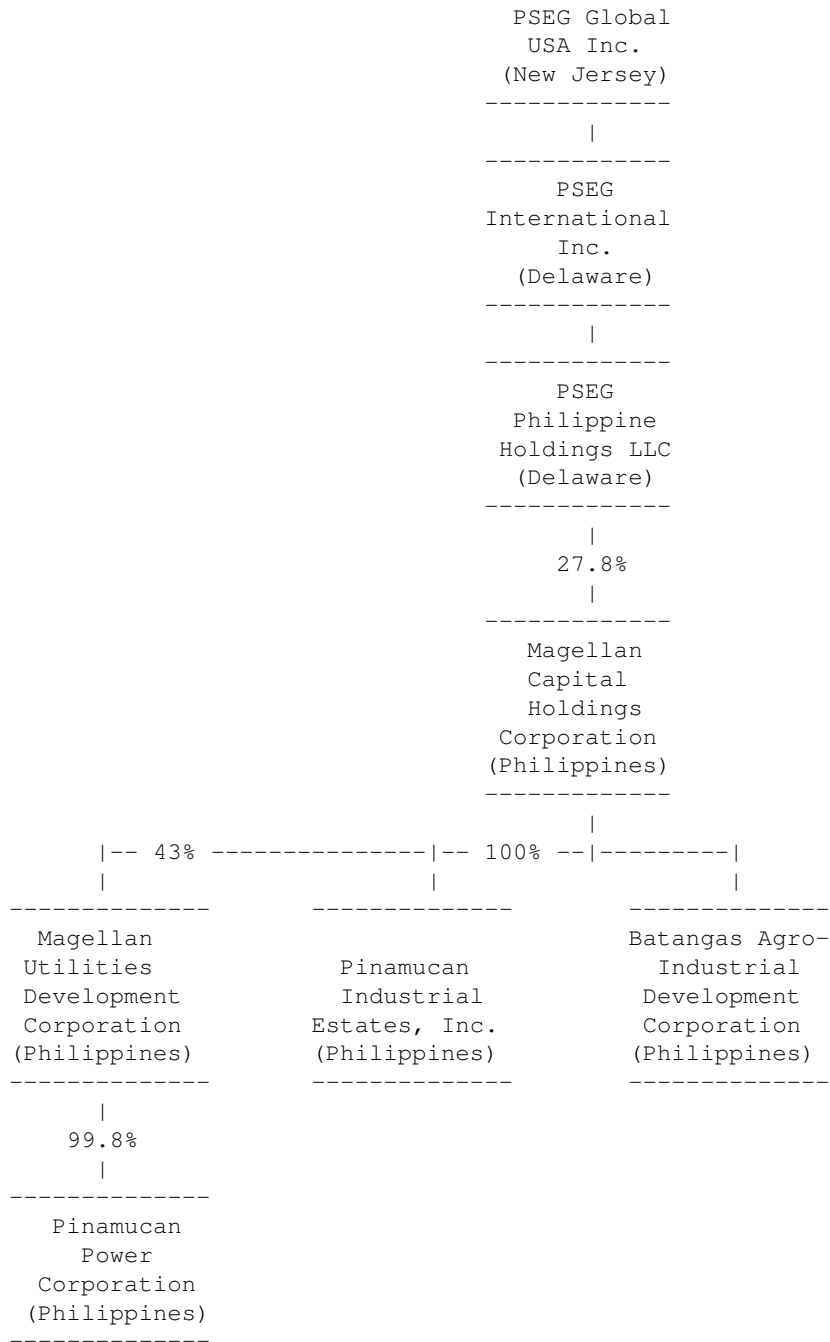 PSEG Global
USA Inc.
(New Jersey)
-------------
|
-------------
PSEG
International
Inc.
(Delaware)
-------------
|
-------------
PSEG
Philippine
Holdings LLC
(Delaware)
-------------
|
27.8%
|
-------------
Magellan
Capital
Holdings
Corporation
(Philippines)
-------------
|
|-- 43% ---------------|-- 100% --|---------|
| | |
-------------- -------------- --------------
Magellan Batangas Agro-
Utilities Pinamucan Industrial
Development Industrial Development
Corporation Estates, Inc. Corporation
(Philippines) (Philippines) (Philippines)
-------------- -------------- --------------
|
99.8%
|
--------------
Pinamucan
Power
Corporation
(Philippines)
--------------